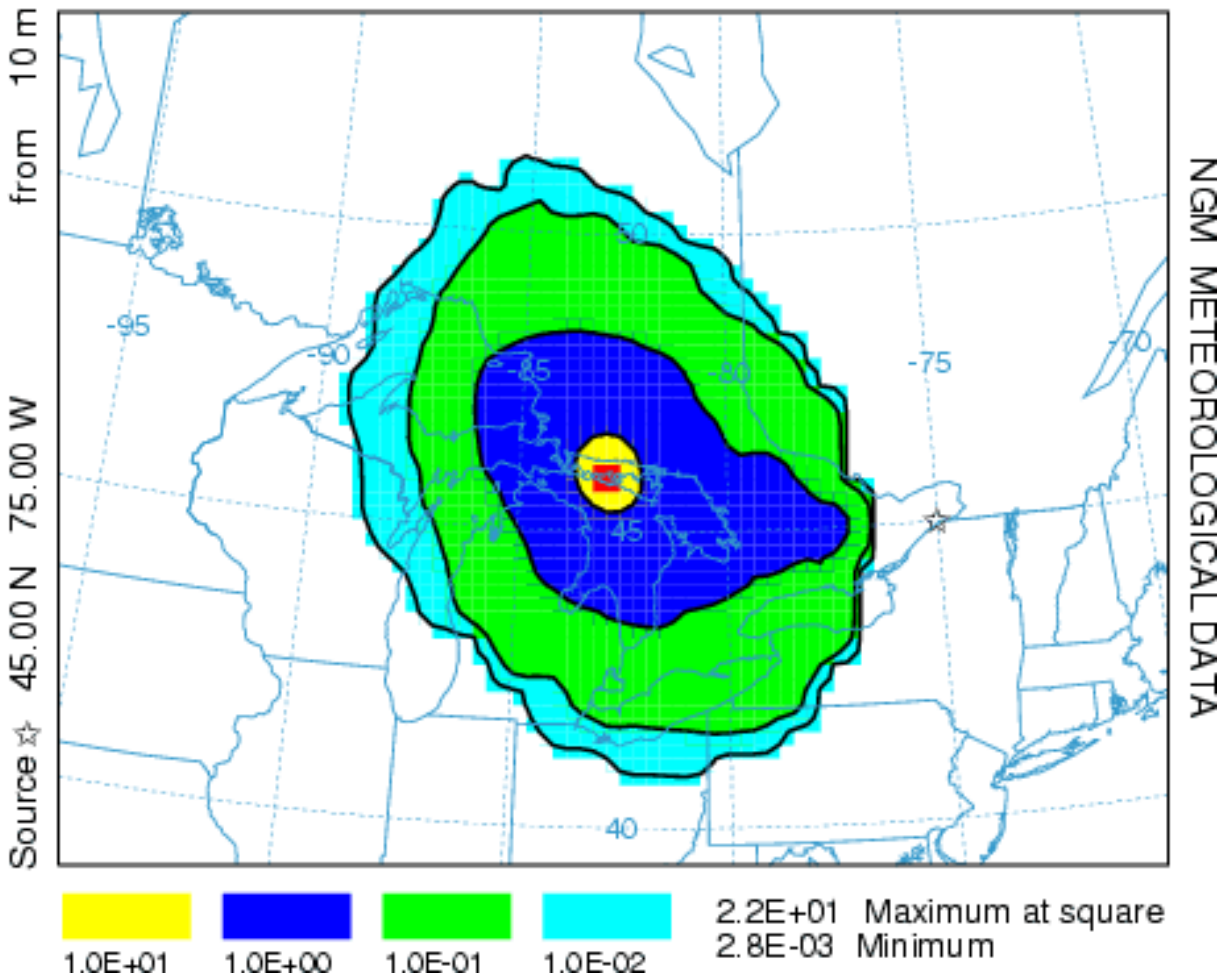 Source ☆ 45.00 N 75.00 W from 10 m
NGM METEOROLOGICAL DATA
50
-95
-90
-85
-80
-75
-70
45
40
1.0E+01 1.0E+00 1.0E-01 1.0E-02
2.2E+01 Maximum at square
2.8E-03 Minimum